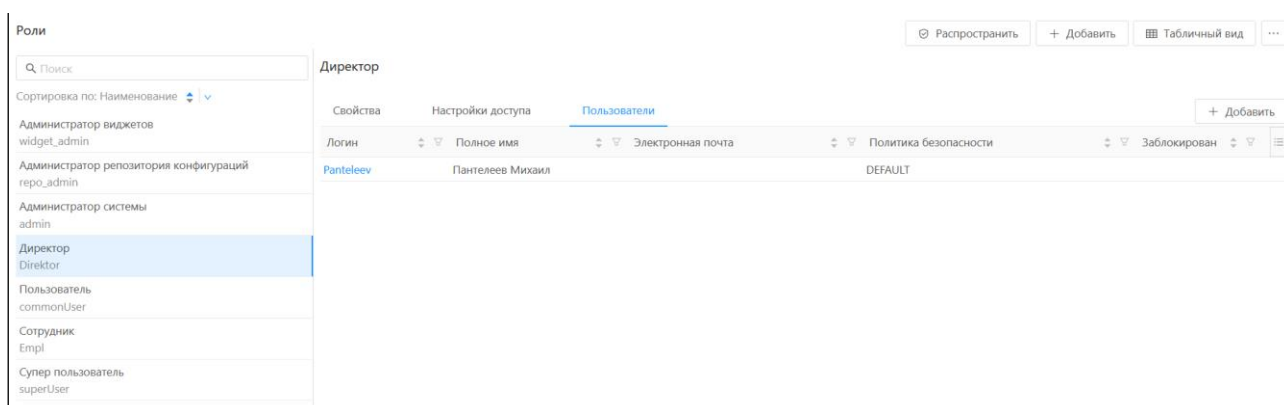 Роли
Распространить
+ Добавить
Табличный вид
...
Поиск
Сортировка по: Наименование
Администратор виджетов
widget_admin
Администратор репозитория конфигураций
repo_admin
Администратор системы
admin
Директор
Direktor
Пользователь
commonUser
Сотрудник
Empl
Супер пользователь
superUser
Директор
Свойства Настройки доступа Пользователи
+ Добавить
Логин Полное имя Электронная почта Политика безопасности Заблокирован
Panteleev Пантелеев Михаил DEFAULT